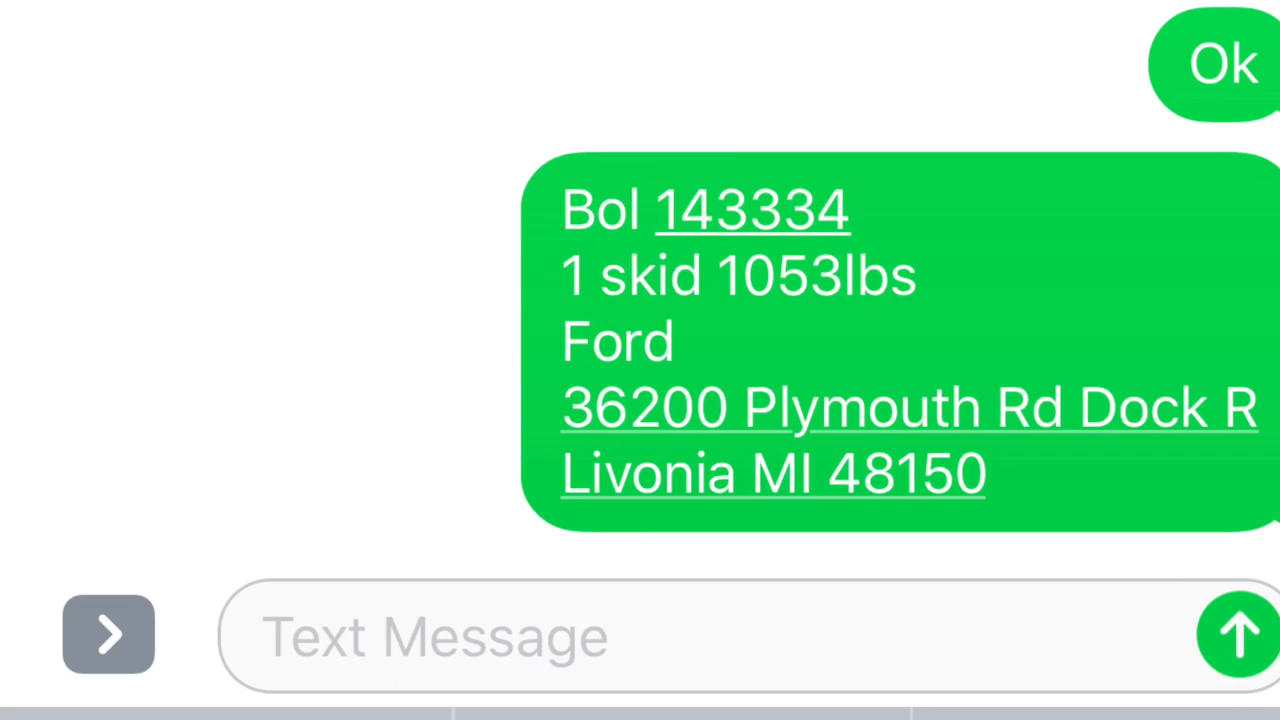 Ok
Bol 143334
1 skid 1053lbs
Ford
36200 Plymouth Rd Dock R
Livonia MI 48150
Text Message